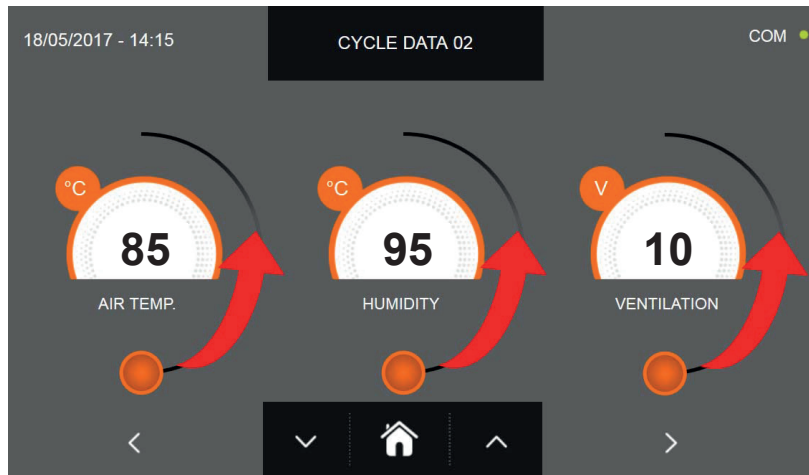 18/05/2017 - 14:15
CYCLE DATA 02
COM
°C
°C
V
85
95
10
AIR TEMP.
HUMIDITY
VENTILATION